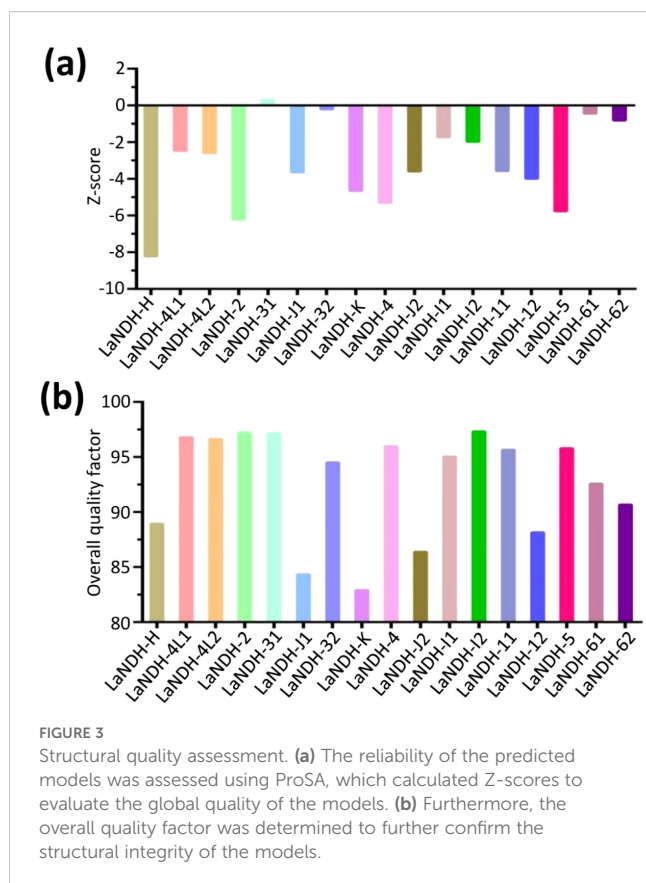 (a)
2
0
-2
-4
-6
-8
-10
Z-score
LaNDH-H
LaNDH-4L1
LaNDH-4L2
LaNDH-2
LaNDH-31
LaNDH-J1
LaNDH-32
LaNDH-K
LaNDH-4
LaNDH-J2
LaNDH-I1
LaNDH-I2
LaNDH-11
LaNDH-12
LaNDH-5
LaNDH-61
LaNDH-62
(b)
100
95
90
85
80
Overall quality factor
LaNDH-H
LaNDH-4L1
LaNDH-4L2
LaNDH-2
LaNDH-31
LaNDH-J1
LaNDH-32
LaNDH-K
LaNDH-4
LaNDH-J2
LaNDH-I1
LaNDH-I2
LaNDH-11
LaNDH-12
LaNDH-5
LaNDH-61
LaNDH-62
FIGURE 3
Structural quality assessment. (a) The reliability of the predicted
models was assessed using ProSA, which calculated Z-scores to
evaluate the global quality of the models. (b) Furthermore, the
overall quality factor was determined to further confirm the
structural integrity of the models.